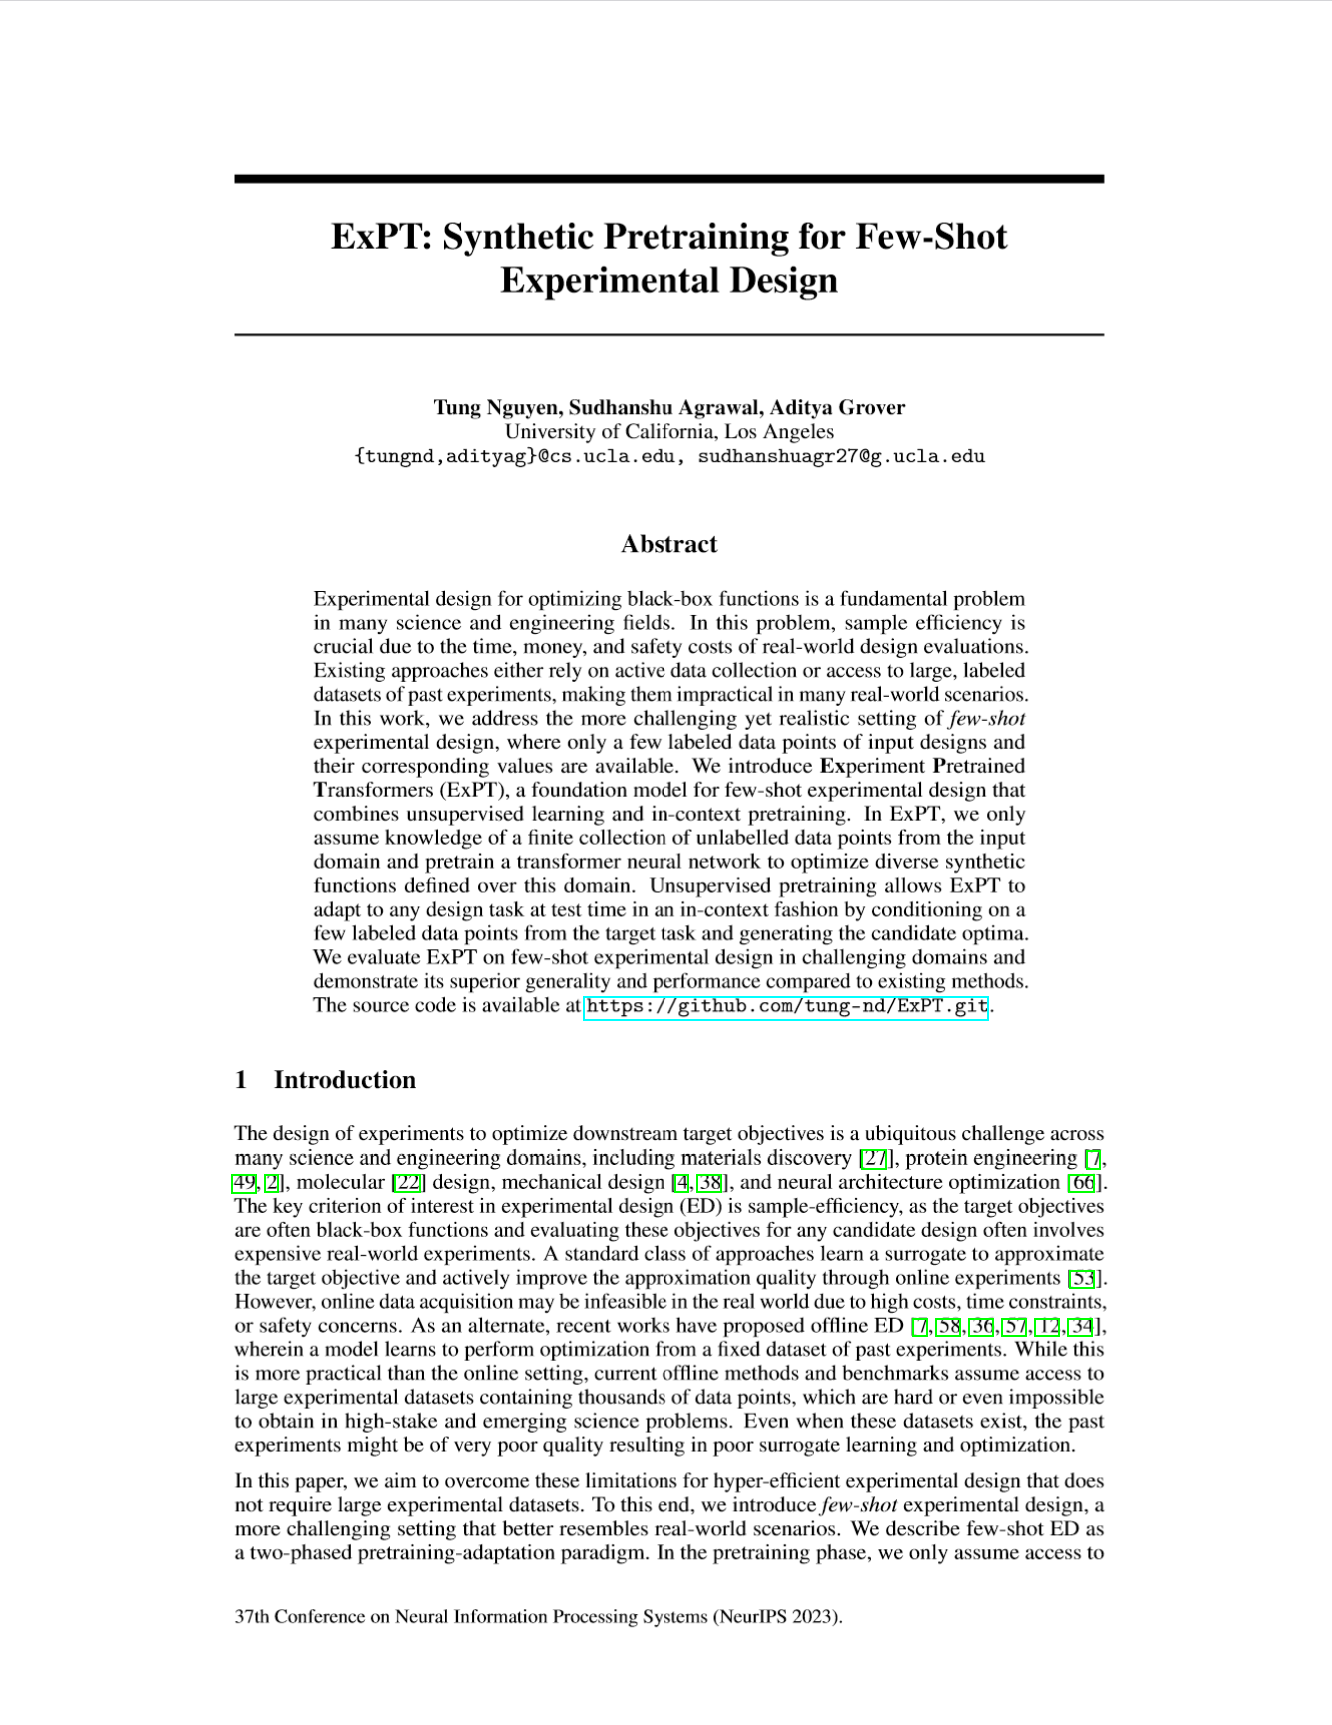 ExPT: Synthetic Pretraining for Few-Shot
Experimental Design
Tung Nguyen, Sudhanshu Agrawal, Aditya Grover
University of California, Los Angeles
{tungnd,adityag}@cs.ucla.edu, sudhanshuagr27@g.ucla.edu
Abstract
Experimental design for optimizing black-box functions is a fundamental problem
in many science and engineering fields. In this problem, sample efficiency is
crucial due to the time, money, and safety costs of real-world design evaluations.
Existing approaches either rely on active data collection or access to large, labeled
datasets of past experiments, making them impractical in many real-world scenarios.
In this work, we address the more challenging yet realistic setting of few-shot
experimental design, where only a few labeled data points of input designs and
their corresponding values are available. We introduce Experiment Pretrained
Transformers (ExPT), a foundation model for few-shot experimental design that
combines unsupervised learning and in-context pretraining. In ExPT, we only
assume knowledge of a finite collection of unlabelled data points from the input
domain and pretrain a transformer neural network to optimize diverse synthetic
functions defined over this domain. Unsupervised pretraining allows ExPT to
adapt to any design task at test time in an in-context fashion by conditioning on a
few labeled data points from the target task and generating the candidate optima.
We evaluate ExPT on few-shot experimental design in challenging domains and
demonstrate its superior generality and performance compared to existing methods.
The source code is available at https://github.com/tung-nd/ExPT.git.
1 Introduction
The design of experiments to optimize downstream target objectives is a ubiquitous challenge across
many science and engineering domains, including materials discovery [27], protein engineering [7,
49, 2], molecular [22] design, mechanical design [4, 38], and neural architecture optimization [66].
The key criterion of interest in experimental design (ED) is sample-efficiency, as the target objectives
are often black-box functions and evaluating these objectives for any candidate design often involves
expensive real-world experiments. A standard class of approaches learn a surrogate to approximate
the target objective and actively improve the approximation quality through online experiments [53].
However, online data acquisition may be infeasible in the real world due to high costs, time constraints,
or safety concerns. As an alternate, recent works have proposed offline ED [7, 58, 36, 57, 12, 34],
wherein a model learns to perform optimization from a fixed dataset of past experiments. While this
is more practical than the online setting, current offline methods and benchmarks assume access to
large experimental datasets containing thousands of data points, which are hard or even impossible
to obtain in high-stake and emerging science problems. Even when these datasets exist, the past
experiments might be of very poor quality resulting in poor surrogate learning and optimization.
In this paper, we aim to overcome these limitations for hyper-efficient experimental design that does
not require large experimental datasets. To this end, we introduce few-shot experimental design, a
more challenging setting that better resembles real-world scenarios. We describe few-shot ED as
a two-phased pretraining-adaptation paradigm. In the pretraining phase, we only assume access to
37th Conference on Neural Information Processing Systems (NeurIPS 2023).